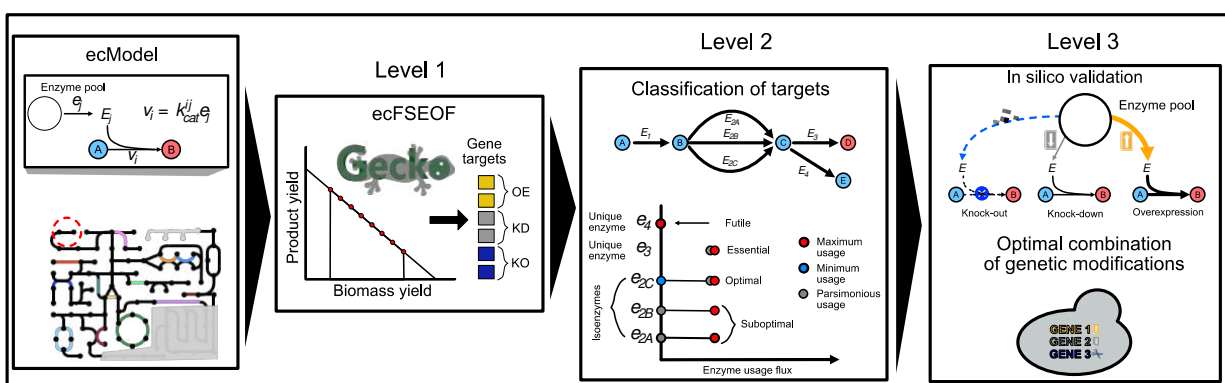 ecModel
Enzyme pool
e_j
E_j
v_i = k_cat^ij e_j
A
v_i
B
Level 1
ecFSEOF
Gecko
Gene
targets
OE
KD
KO
Product yield
Biomass yield
Level 2
Classification of targets
A
E_1
B
E_2A
E_2B
E_2C
C
E_3
D
E_4
E
Unique
enzyme
e_4
Futile
Unique
enzyme
e_3
Essential
Isoenzymes
e_2C
Optimal
e_2B
e_2A
Suboptimal
Maximum
usage
Minimum
usage
Parsimonious
usage
Enzyme usage flux
Level 3
In silico validation
Enzyme pool
E
E
E
A
B
A
B
A
B
Knock-out
Knock-down
Overexpression
Optimal combination
of genetic modifications
GENE 1
GENE 2
GENE 3